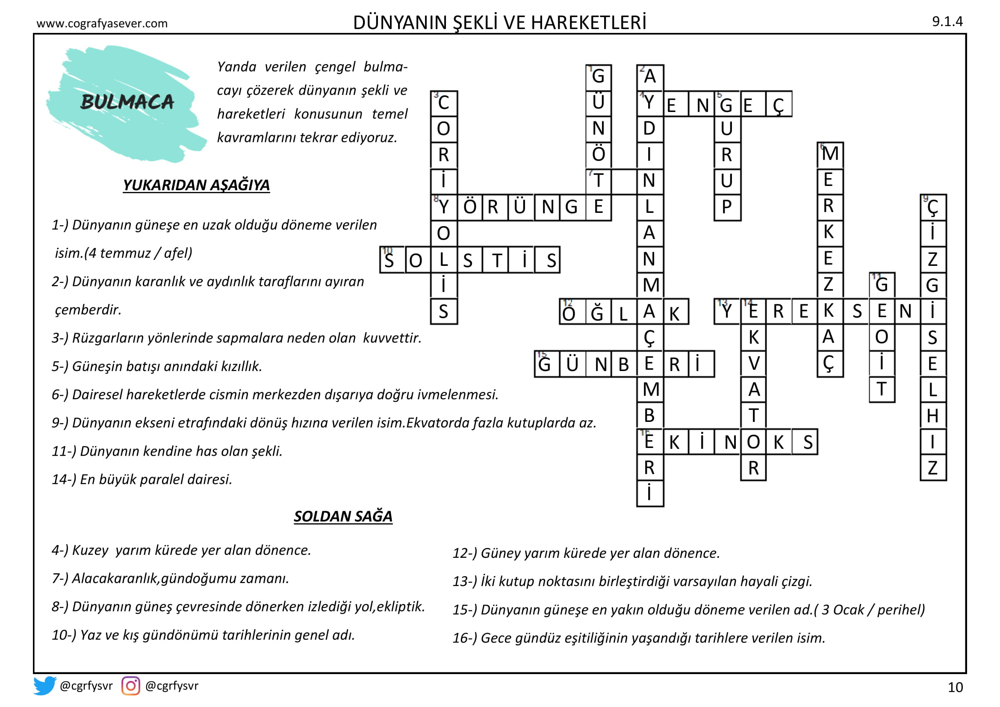 www.cografyasever.com
DÜNYANIN ŞEKLİ VE HAREKETLERİ
9.1.4
BULMACA
Yanda verilen çengel bulma-
cayı çözerek dünyanın şekli ve
hareketleri konusunun temel
kavramlarını tekrar ediyoruz.
YUKARIDAN AŞAĞIYA
1-) Dünyanın güneşe en uzak olduğu döneme verilen
isim.(4 temmuz / afel)
2-) Dünyanın karanlık ve aydınlık taraflarını ayıran
çemberdir.
3-) Rüzgarların yönlerinde sapmalara neden olan kuvvettir.
5-) Güneşin batışı anındaki kızıllık.
6-) Dairesel hareketlerde cismin merkezden dışarıya doğru ivmelenmesi.
9-) Dünyanın ekseni etrafındaki dönüş hızına verilen isim.Ekvatorda fazla kutuplarda az.
11-) Dünyanın kendine has olan şekli.
14-) En büyük paralel dairesi.
1 GÜNÖTE
2 AYDINLANMAÇEMBERİ
3 CORİYOLİS
4 YENGEÇ
5 GURUP
6 MERKEZKAÇ
7 T N
8 YÖRÜNGE
9 ÇİZGİSELHIZ
10 SOLSTİS
11 GEOİT
12 OĞLAK
13 YEREKSENİ
14 EKVATOR
15 GÜNBERİ
16 EKİNOKS
SOLDAN SAĞA
4-) Kuzey yarım kürede yer alan dönence.
7-) Alacakaranlık,gündoğumu zamanı.
8-) Dünyanın güneş çevresinde dönerken izlediği yol,ekliptik.
10-) Yaz ve kış gündönümü tarihlerinin genel adı.
12-) Güney yarım kürede yer alan dönence.
13-) İki kutup noktasını birleştirdiği varsayılan hayali çizgi.
15-) Dünyanın güneşe en yakın olduğu döneme verilen ad.( 3 Ocak / perihel)
16-) Gece gündüz eşitiliğinin yaşandığı tarihlere verilen isim.
@cgrfysvr @cgrfysvr
10